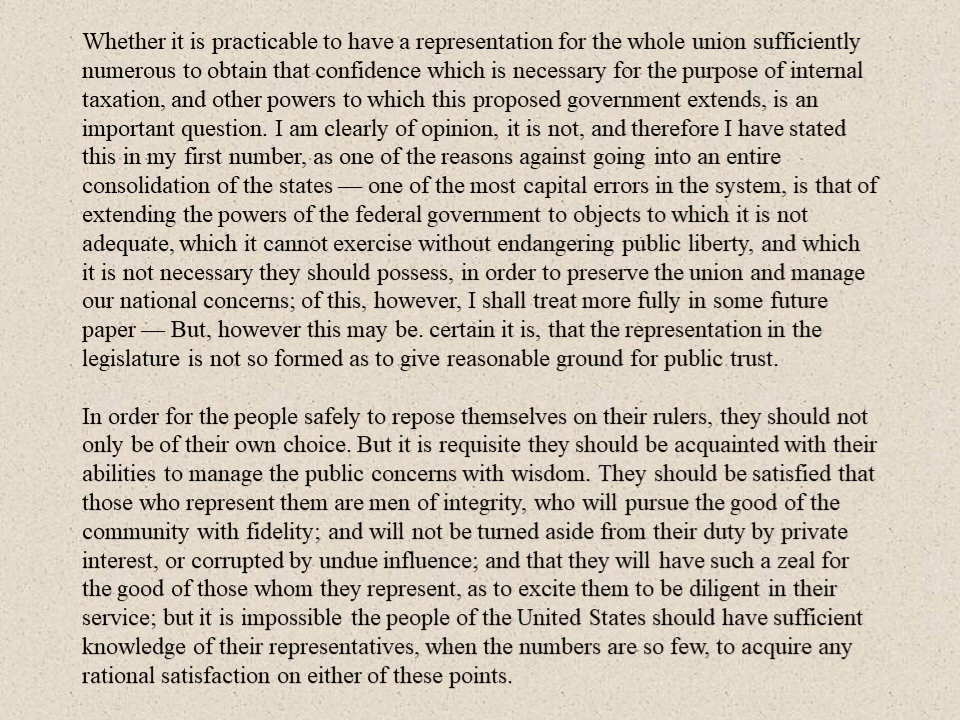 Whether it is practicable to have a representation for the whole union sufficiently
numerous to obtain that confidence which is necessary for the purpose of internal
taxation, and other powers to which this proposed government extends, is an
important question. I am clearly of opinion, it is not, and therefore I have stated
this in my first number, as one of the reasons against going into an entire
consolidation of the states — one of the most capital errors in the system, is that of
extending the powers of the federal government to objects to which it is not
adequate, which it cannot exercise without endangering public liberty, and which
it is not necessary they should possess, in order to preserve the union and manage
our national concerns; of this, however, I shall treat more fully in some future
paper — But, however this may be. certain it is, that the representation in the
legislature is not so formed as to give reasonable ground for public trust.

In order for the people safely to repose themselves on their rulers, they should not
only be of their own choice. But it is requisite they should be acquainted with their
abilities to manage the public concerns with wisdom. They should be satisfied that
those who represent them are men of integrity, who will pursue the good of the
community with fidelity; and will not be turned aside from their duty by private
interest, or corrupted by undue influence; and that they will have such a zeal for
the good of those whom they represent, as to excite them to be diligent in their
service; but it is impossible the people of the United States should have sufficient
knowledge of their representatives, when the numbers are so few, to acquire any
rational satisfaction on either of these points.